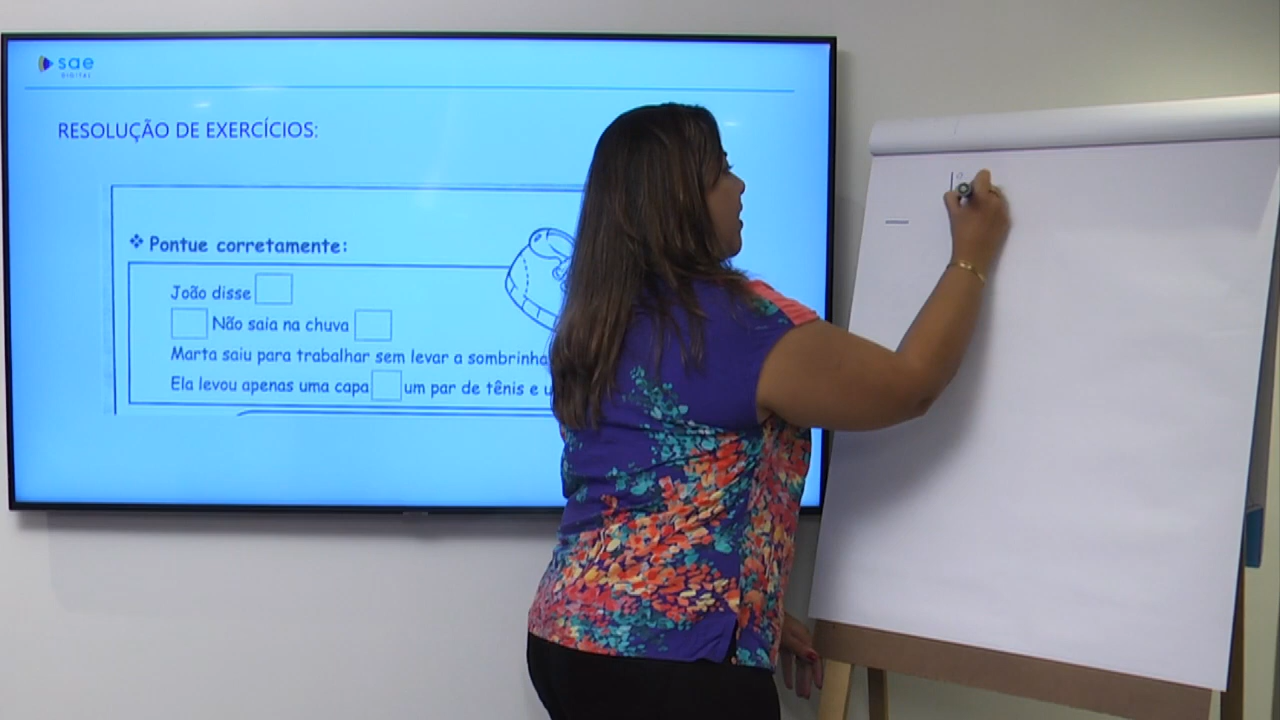 sae
DIGITAL
RESOLUÇÃO DE EXERCÍCIOS:
❖ Pontue corretamente:
João disse
Não saia na chuva
Marta saiu para trabalhar sem levar a sombrinha
Ela levou apenas uma capa um par de tênis e u